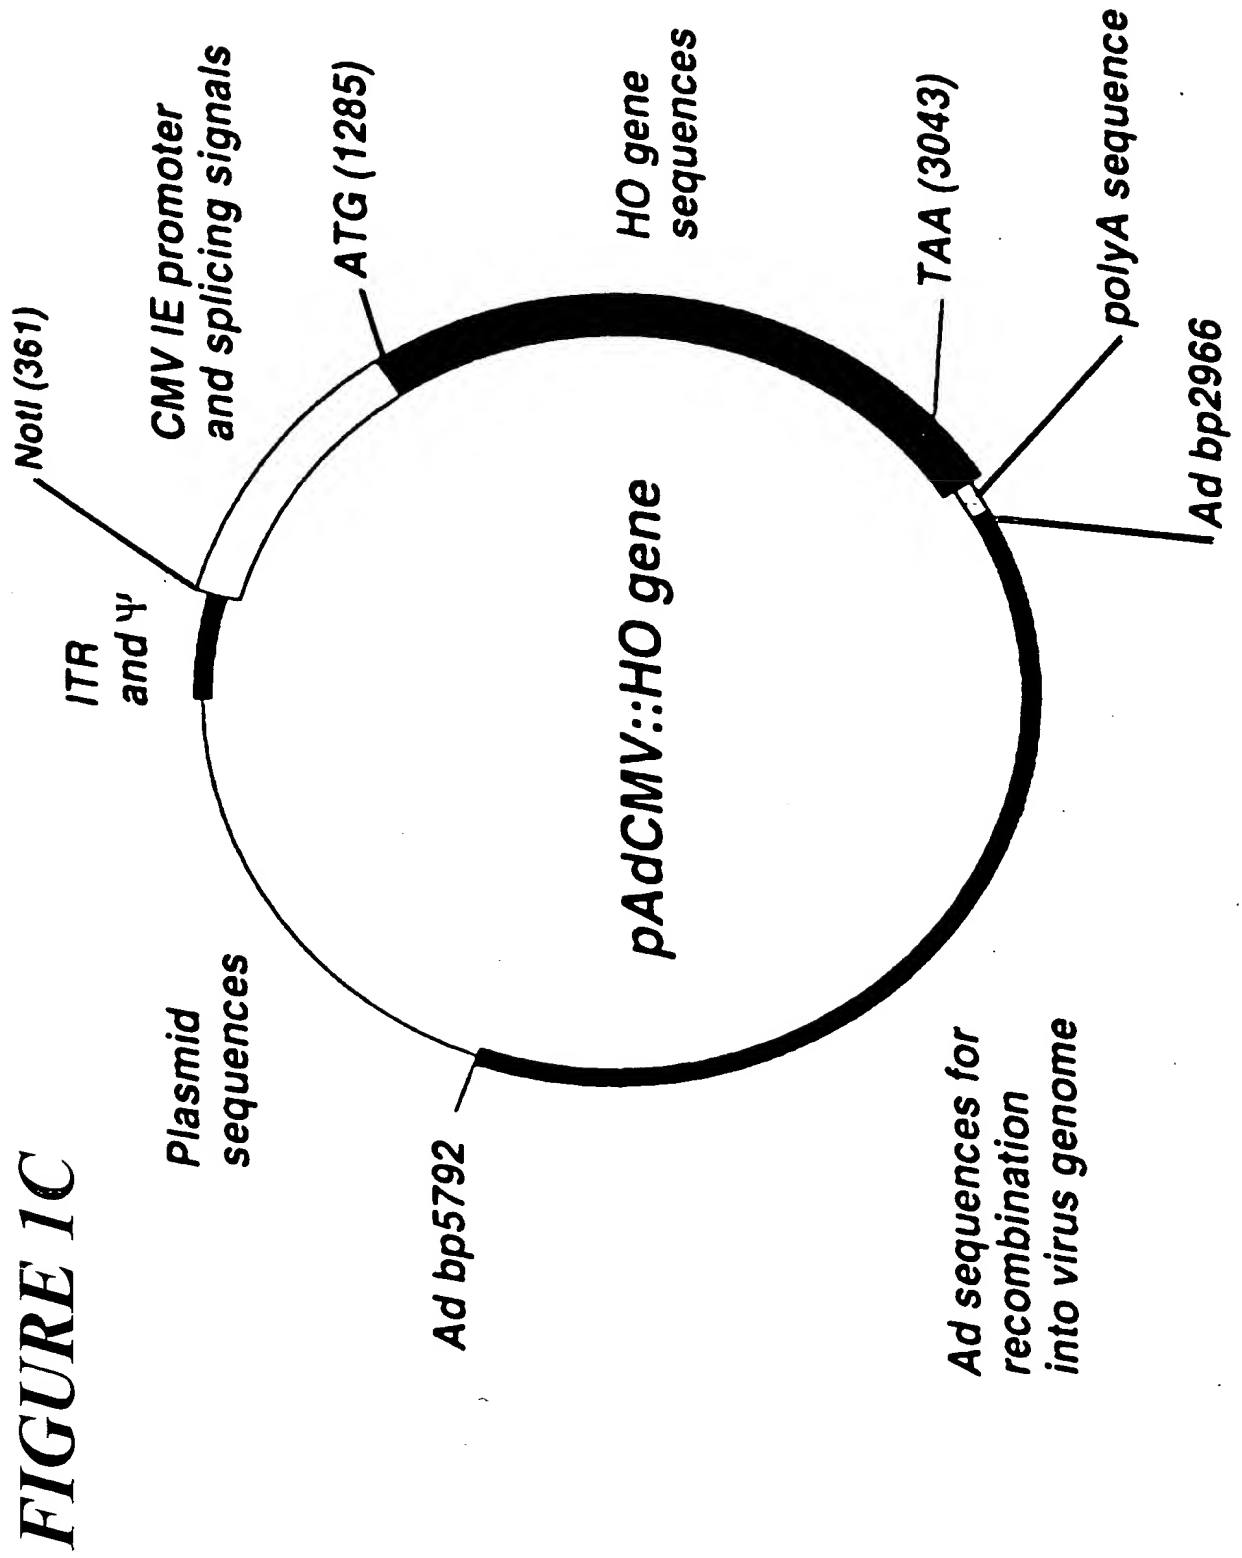 FIGURE 1C
Plasmid
sequences
ITR
and Ψ
NotI (361)
CMV IE promoter
and splicing signals
ATG (1285)
HO gene
sequences
pAdCMV::HO gene
Ad bp5792
TAA (3043)
polyA sequence
Ad bp2966
Ad sequences for
recombination
into virus genome